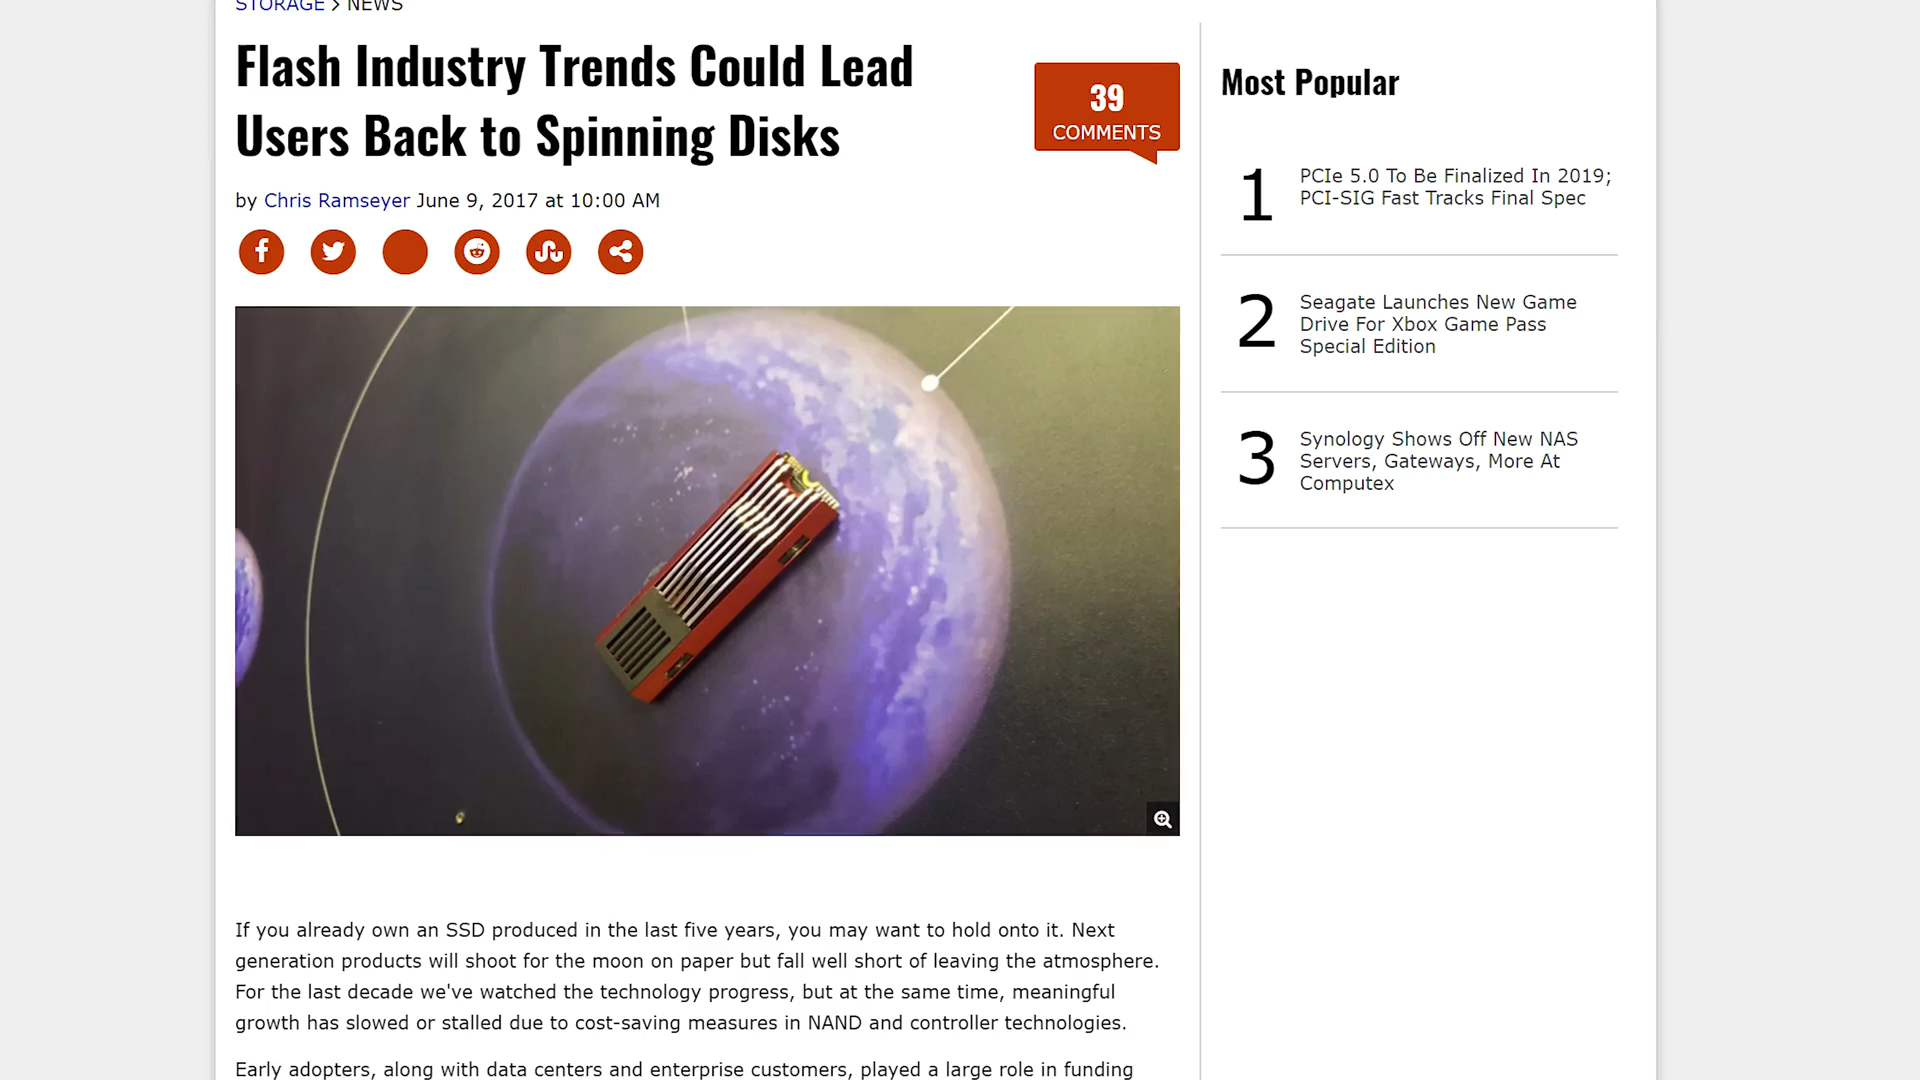 STORAGE > NEWS
Flash Industry Trends Could Lead
Users Back to Spinning Disks
39
COMMENTS
by Chris Ramseyer June 9, 2017 at 10:00 AM
If you already own an SSD produced in the last five years, you may want to hold onto it. Next
generation products will shoot for the moon on paper but fall well short of leaving the atmosphere.
For the last decade we've watched the technology progress, but at the same time, meaningful
growth has slowed or stalled due to cost-saving measures in NAND and controller technologies.
Early adopters, along with data centers and enterprise customers, played a large role in funding
Most Popular
1
PCIe 5.0 To Be Finalized In 2019;
PCI-SIG Fast Tracks Final Spec
2
Seagate Launches New Game
Drive For Xbox Game Pass
Special Edition
3
Synology Shows Off New NAS
Servers, Gateways, More At
Computex